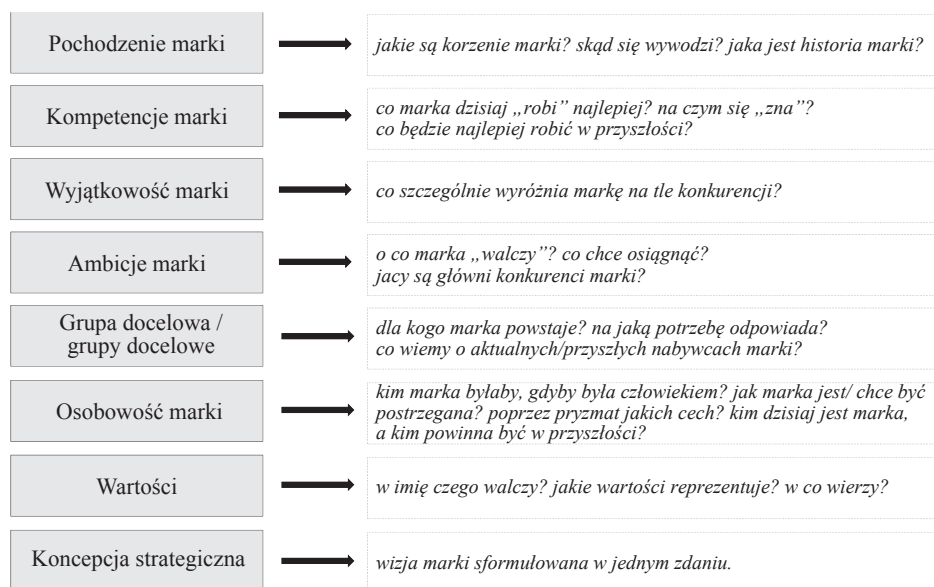 Pochodzenie marki
jakie są korzenie marki? skąd się wywodzi? jaka jest historia marki?
Kompetencje marki
co marka dzisiaj „robi” najlepiej? na czym się „zna”?
co będzie najlepiej robić w przyszłości?
Wyjątkowość marki
co szczególnie wyróżnia markę na tle konkurencji?
Ambicje marki
o co marka „walczy”? co chce osiągnąć?
jacy są główni konkurenci marki?
Grupa docelowa /
grupy docelowe
dla kogo marka powstaje? na jaką potrzebę odpowiada?
co wiemy o aktualnych/przyszłych nabywcach marki?
Osobowość marki
kim marka byłaby, gdyby była człowiekiem? jak marka jest/ chce być
postrzegana? poprzez pryzmat jakich cech? kim dzisiaj jest marka,
a kim powinna być w przyszłości?
Wartości
w imię czego walczy? jakie wartości reprezentuje? w co wierzy?
Koncepcja strategiczna
wizja marki sformułowana w jednym zdaniu.